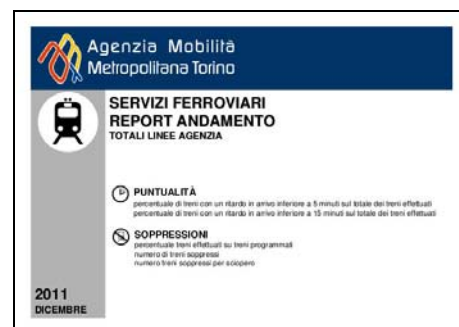 Agenzia Mobilità
Metropolitana Torino
SERVIZI FERROVIARI
REPORT ANDAMENTO
TOTALI LINEE AGENZIA
PUNTUALITÀ
percentuale di treni con un ritardo in arrivo inferiore a 5 minuti sul totale dei treni effettuati
percentuale di treni con un ritardo in arrivo inferiore a 15 minuti sul totale dei treni effettuati
SOPPRESSIONI
percentuale treni effettuati su treni programmati
numero di treni soppressi
numero treni soppressi per sciopero
2011
DICEMBRE